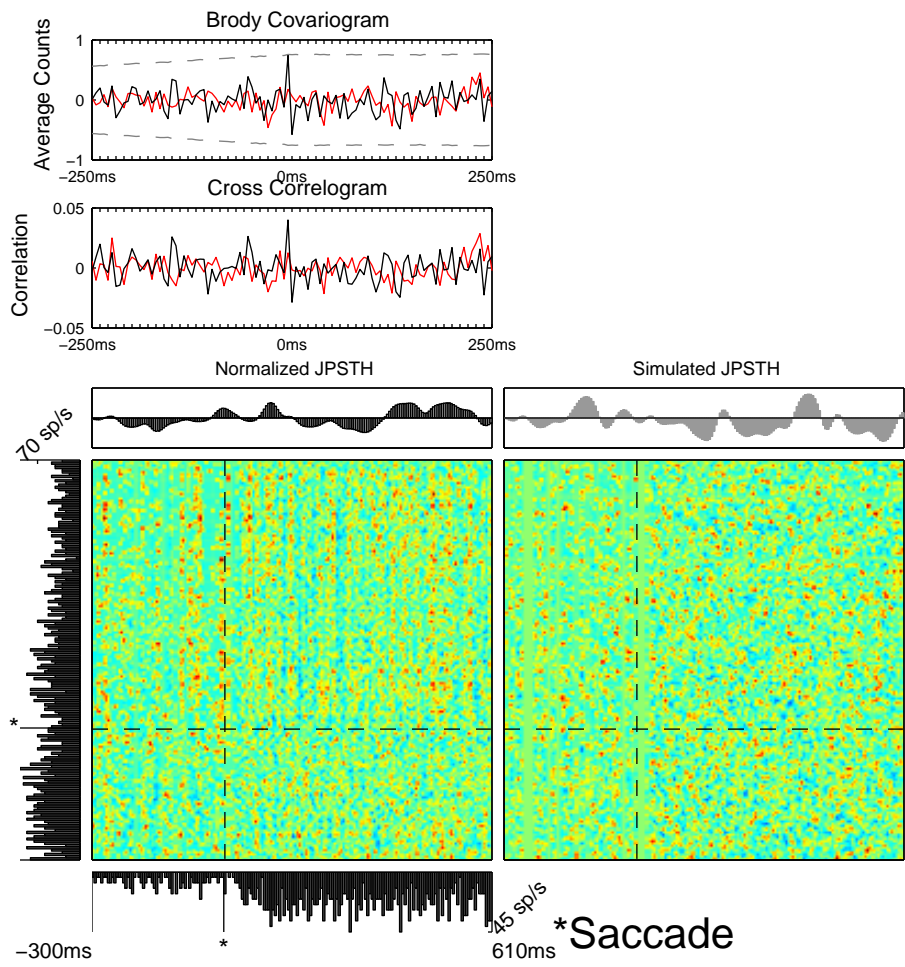 Brody Covariogram
Average Counts
1
0
−1
−250ms
0ms
250ms
Cross Correlogram
Correlation
0.05
0
−0.05
−250ms
0ms
250ms
Normalized JPSTH
Simulated JPSTH
70 sp/s
*
*
45 sp/s
−300ms
610ms
*Saccade